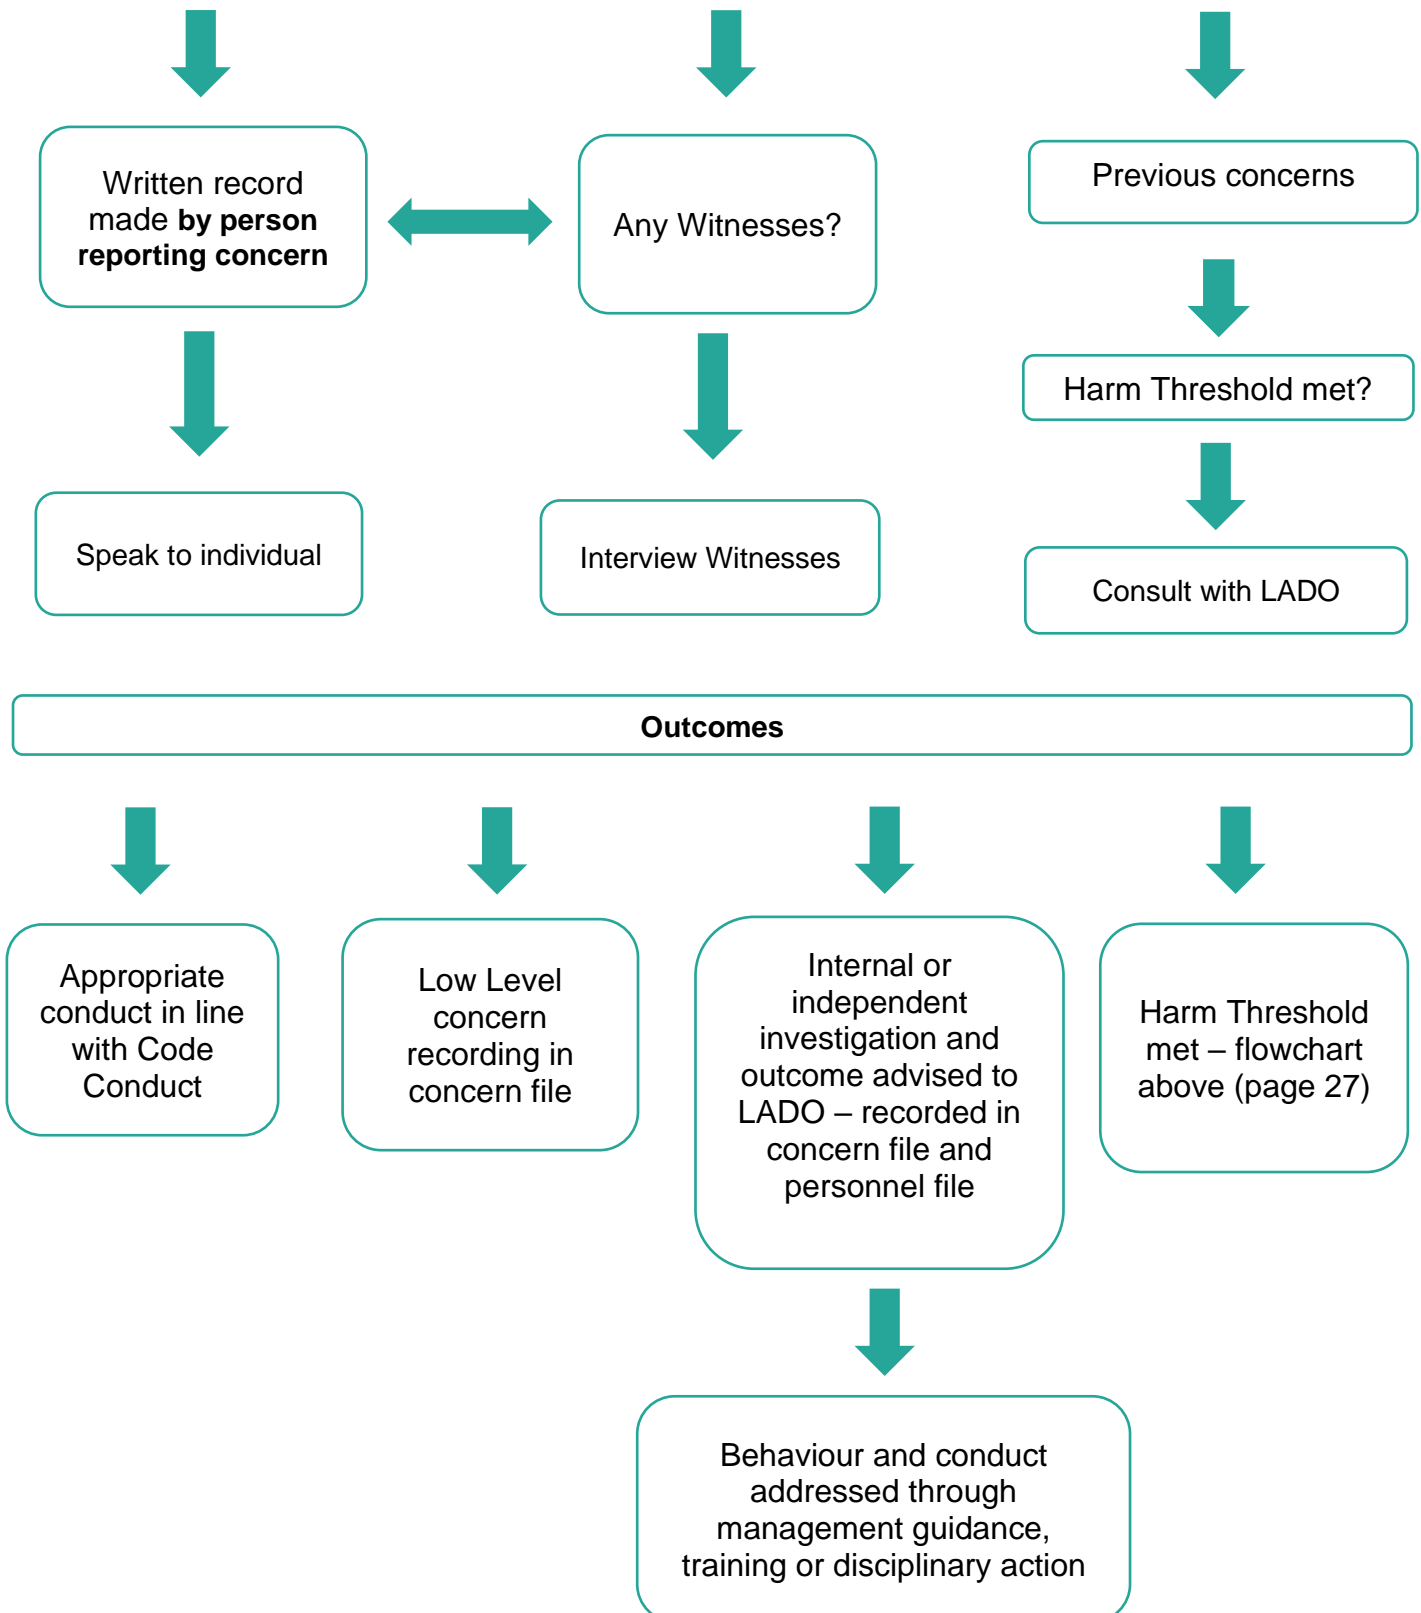 Written record
made by person
reporting concern
Any Witnesses?
Previous concerns
Harm Threshold met?
Speak to individual
Interview Witnesses
Consult with LADO
Outcomes
Appropriate
conduct in line
with Code
Conduct
Low Level
concern
recording in
concern file
Internal or
independent
investigation and
outcome advised to
LADO – recorded in
concern file and
personnel file
Harm Threshold
met – flowchart
above (page 27)
Behaviour and conduct
addressed through
management guidance,
training or disciplinary action